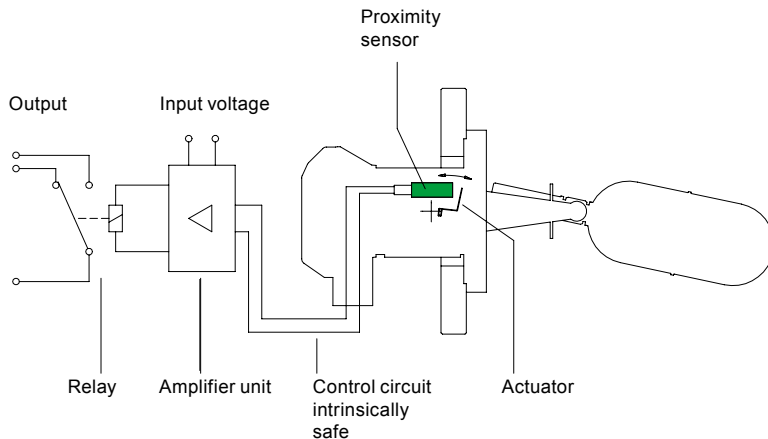 Proximity
sensor
Output
Input voltage
Relay
Amplifier unit
Control circuit
intrinsically
safe
Actuator